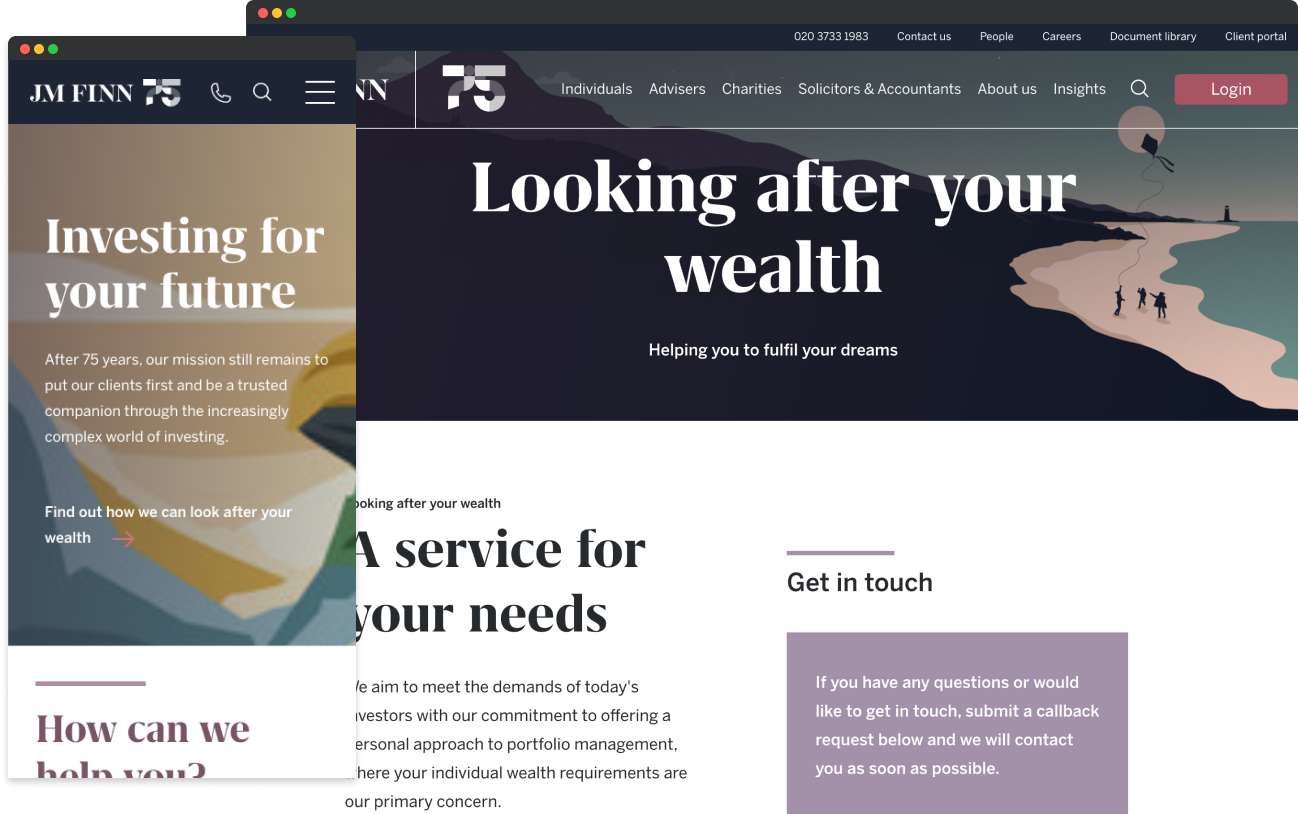 JM FINN 75
Investing for
your future
After 75 years, our mission still remains to
put our clients first and be a trusted
companion through the increasingly
complex world of investing.
Find out how we can look after your
wealth
How can we
help you?
020 3733 1983 Contact us People Careers Document library Client portal
NN 75 Individuals Advisers Charities Solicitors & Accountants About us Insights Login
Looking after your
wealth
Helping you to fulfil your dreams
ooking after your wealth
A service for
your needs
We aim to meet the demands of today's
nvestors with our commitment to offering a
personal approach to portfolio management,
where your individual wealth requirements are
our primary concern.
Get in touch
If you have any questions or would
like to get in touch, submit a callback
request below and we will contact
you as soon as possible.